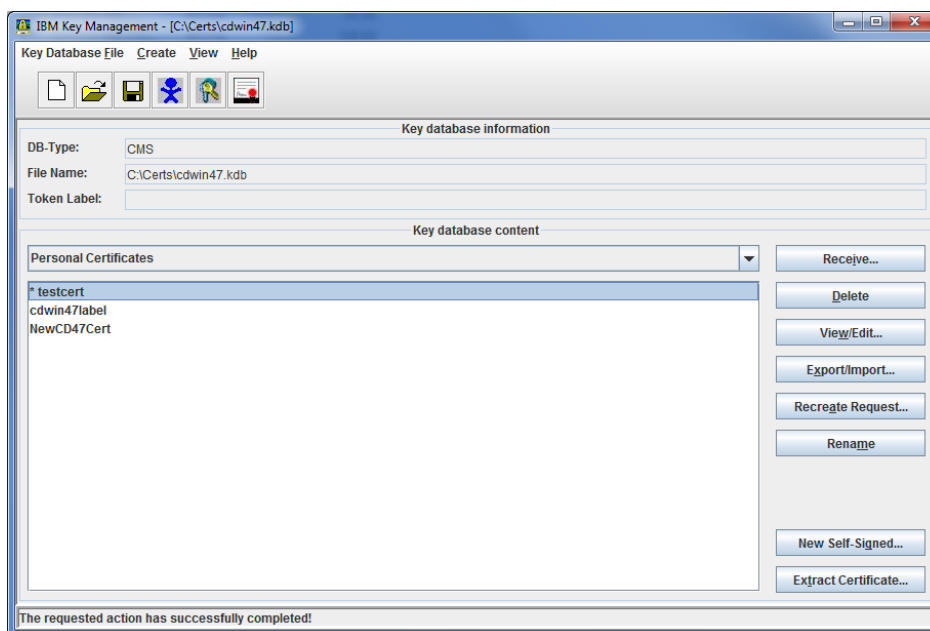 IBM Key Management - [C:\Certs\cdwin47.kdb]
Key Database File Create View Help
Key database information
DB-Type: CMS
File Name: C:\Certs\cdwin47.kdb
Token Label:
Key database content
Personal Certificates
Receive...
* testcert
Delete
cdwin47label
NewCD47Cert
View/Edit...
Export/Import...
Recreate Request...
Rename
New Self-Signed...
Extract Certificate...
The requested action has successfully completed!